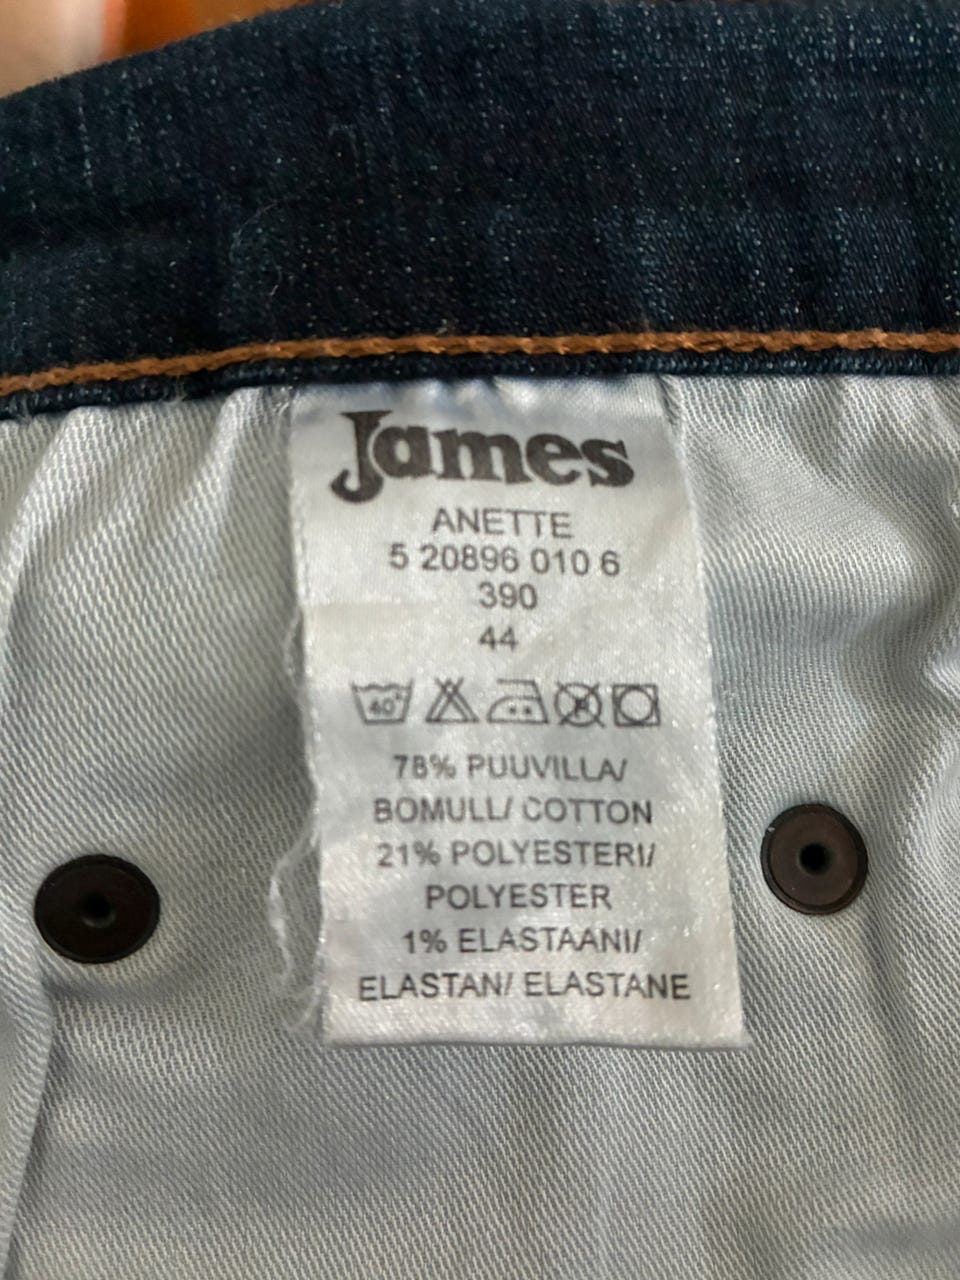 James
ANETTE
5 20896 010 6
390
44
40°
78% PUUVILLA/
BOMULL/ COTTON
21% POLYESTERI/
POLYESTER
1% ELASTAANI/
ELASTAN/ ELASTANE